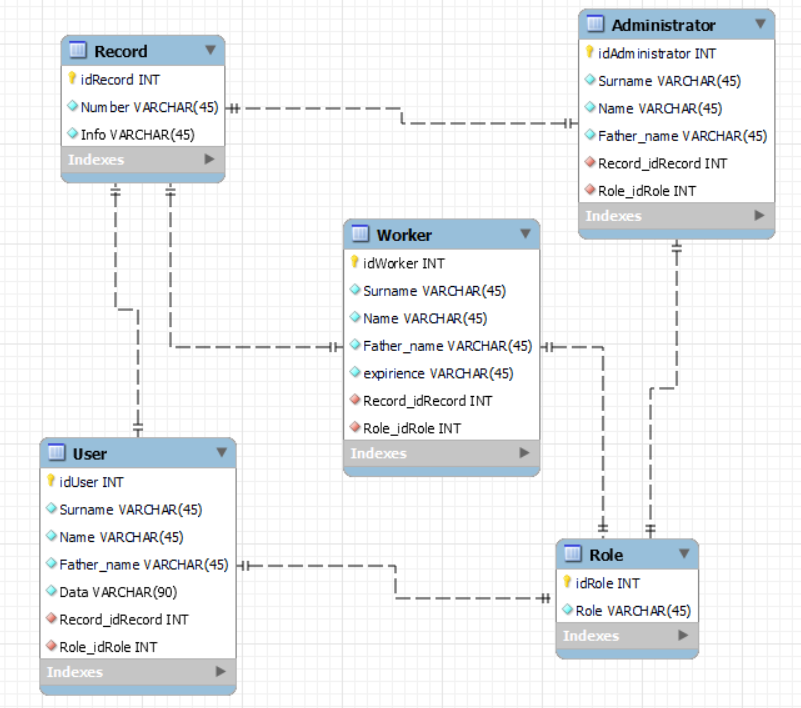 Record
idRecord INT
Number VARCHAR(45)
Info VARCHAR(45)
Indexes
Administrator
idAdministrator INT
Surname VARCHAR(45)
Name VARCHAR(45)
Father_name VARCHAR(45)
Record_idRecord INT
Role_idRole INT
Indexes
Worker
idWorker INT
Surname VARCHAR(45)
Name VARCHAR(45)
Father_name VARCHAR(45)
expirience VARCHAR(45)
Record_idRecord INT
Role_idRole INT
Indexes
User
idUser INT
Surname VARCHAR(45)
Name VARCHAR(45)
Father_name VARCHAR(45)
Data VARCHAR(90)
Record_idRecord INT
Role_idRole INT
Indexes
Role
idRole INT
Role VARCHAR(45)
Indexes